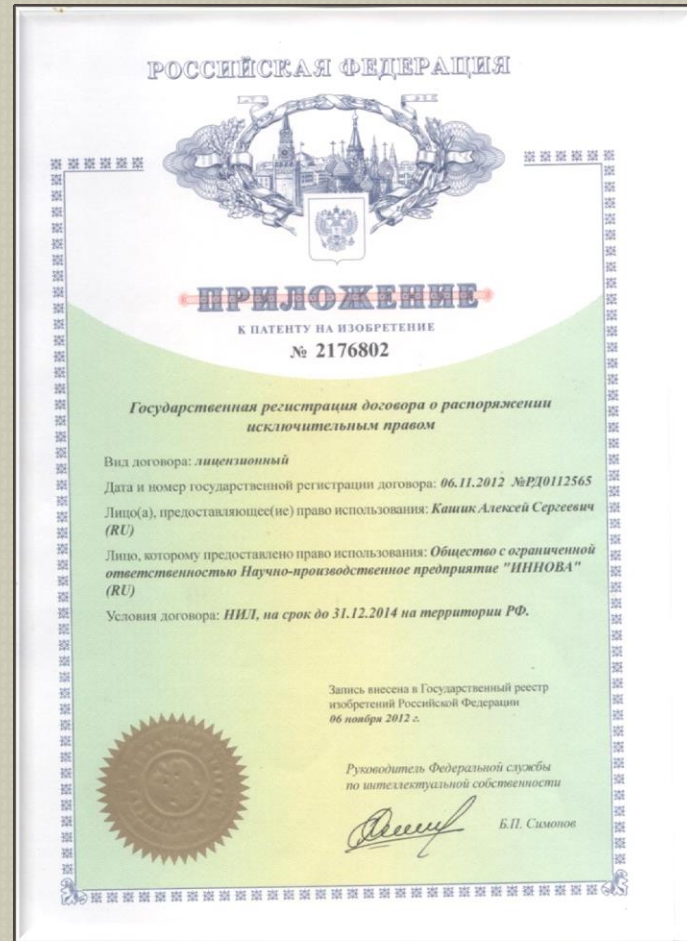 РОССИЙСКАЯ ФЕДЕРАЦИЯ
ПРИЛОЖЕНИЕ
К ПАТЕНТУ НА ИЗОБРЕТЕНИЕ
№ 2176802
Государственная регистрация договора о распоряжении
исключительным правом
Вид договора: лицензионный
Дата и номер государственной регистрации договора: 06.11.2012 №РД0112565
Лицо(а), предоставляющее(ие) право использования: Кашик Алексей Сергеевич
(RU)
Лицо, которому предоставлено право использования: Общество с ограниченной
ответственностью Научно-производственное предприятие "ИННОВА"
(RU)
Условия договора: НИЛ, на срок до 31.12.2014 на территории РФ.
Запись внесена в Государственный реестр
изобретений Российской Федерации
06 ноября 2012 г.
Руководитель Федеральной службы
по интеллектуальной собственности
Б.П. Симонов